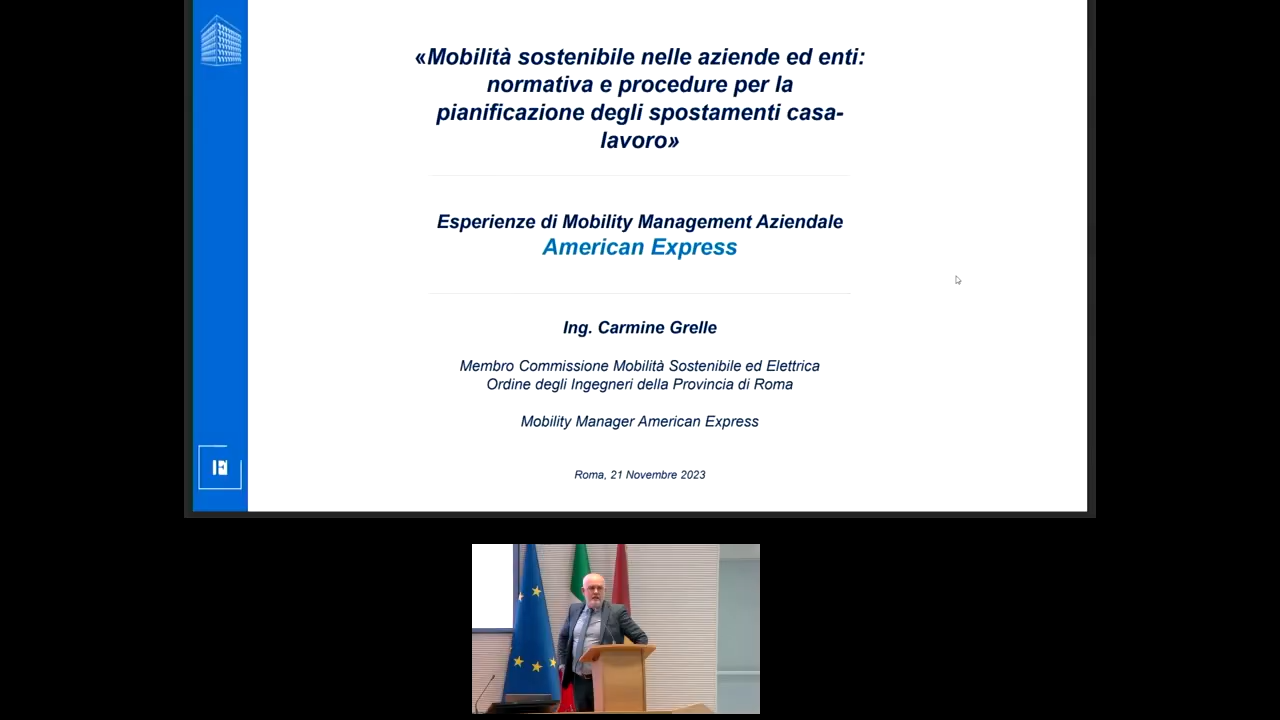 «Mobilità sostenibile nelle aziende ed enti:
normativa e procedure per la
pianificazione degli spostamenti casa-
lavoro»
Esperienze di Mobility Management Aziendale
American Express
Ing. Carmine Grelle
Membro Commissione Mobilità Sostenibile ed Elettrica
Ordine degli Ingegneri della Provincia di Roma
Mobility Manager American Express
Roma, 21 Novembre 2023